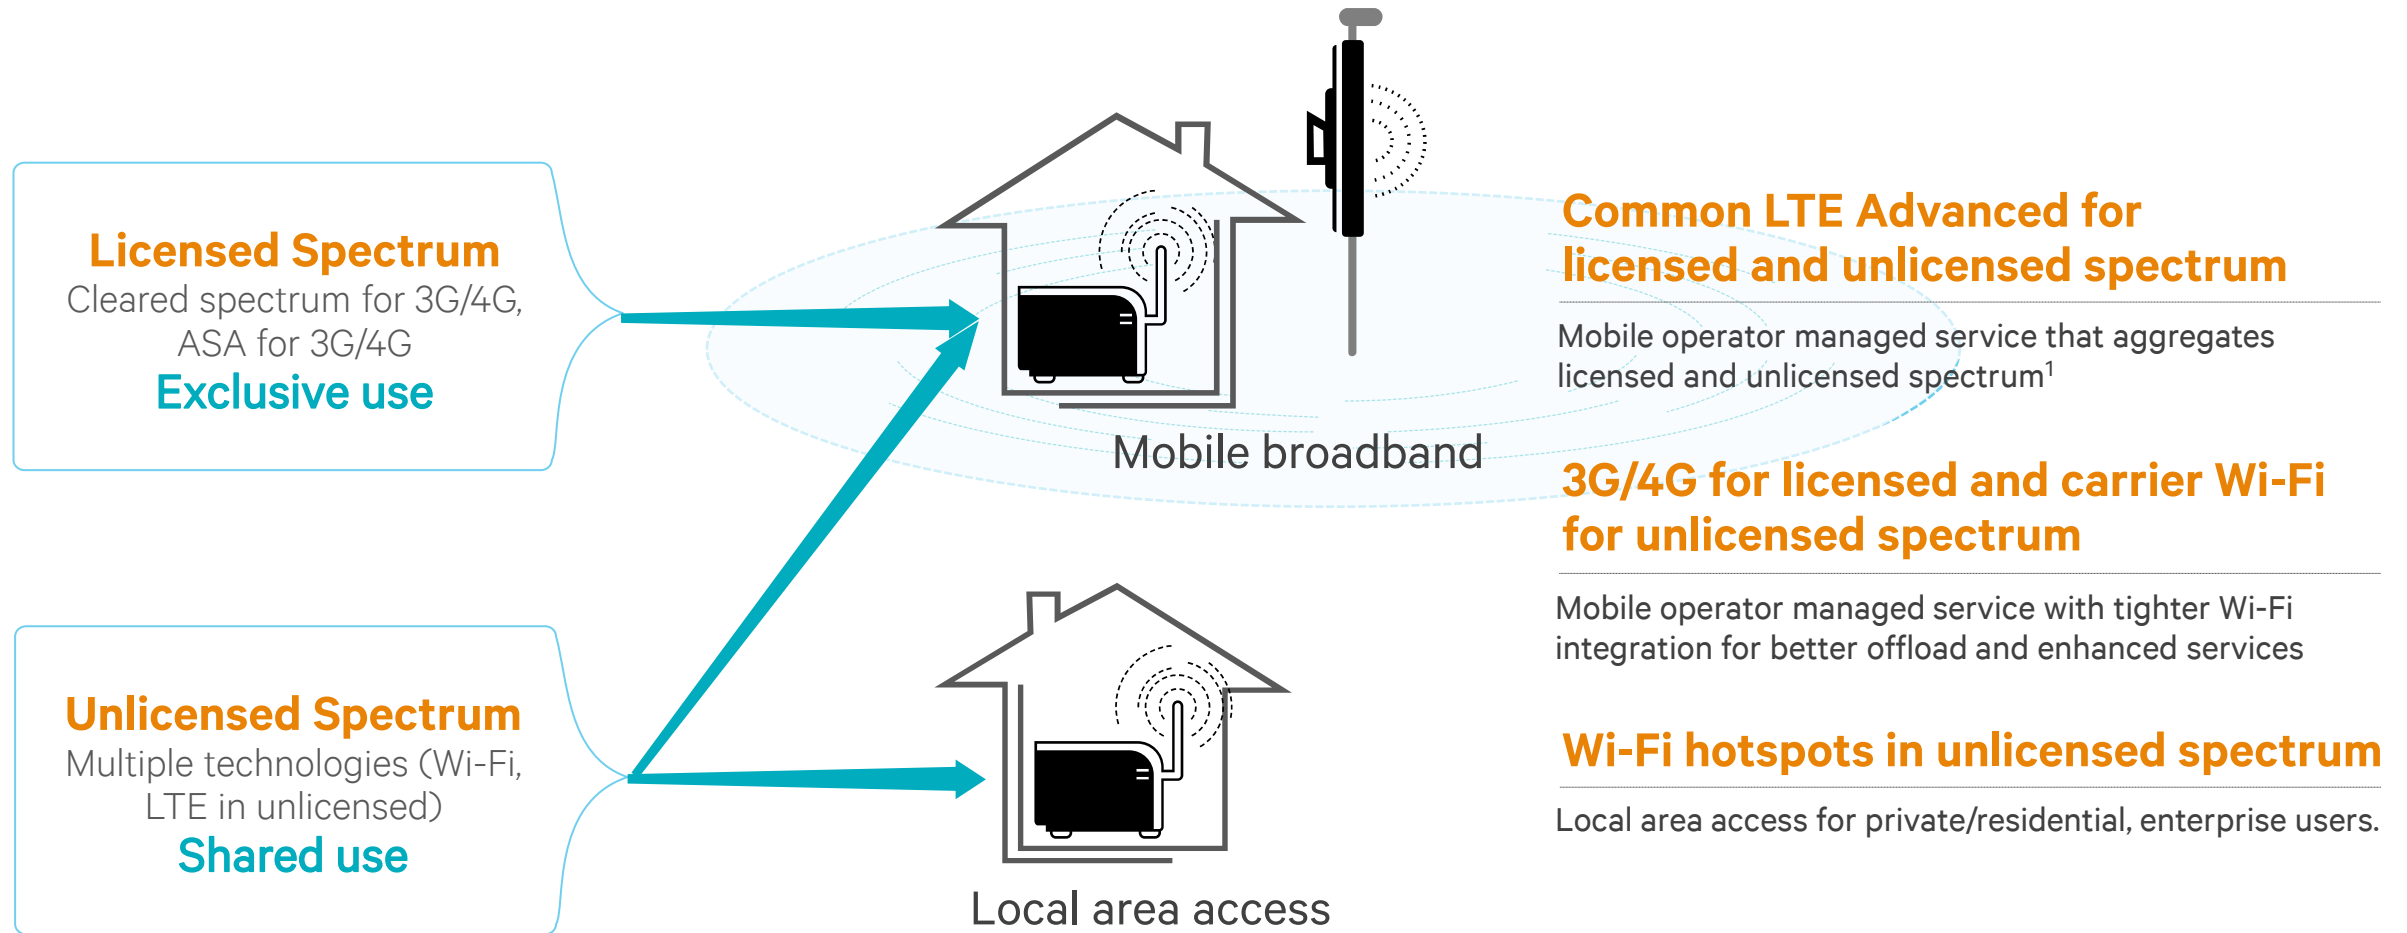 Licensed Spectrum
Cleared spectrum for 3G/4G,
ASA for 3G/4G
Exclusive use
Unlicensed Spectrum
Multiple technologies (Wi-Fi,
LTE in unlicensed)
Shared use
Mobile broadband
Local area access
Common LTE Advanced for
licensed and unlicensed spectrum
Mobile operator managed service that aggregates
licensed and unlicensed spectrum¹
3G/4G for licensed and carrier Wi-Fi
for unlicensed spectrum
Mobile operator managed service with tighter Wi-Fi
integration for better offload and enhanced services
Wi-Fi hotspots in unlicensed spectrum
Local area access for private/residential, enterprise users.